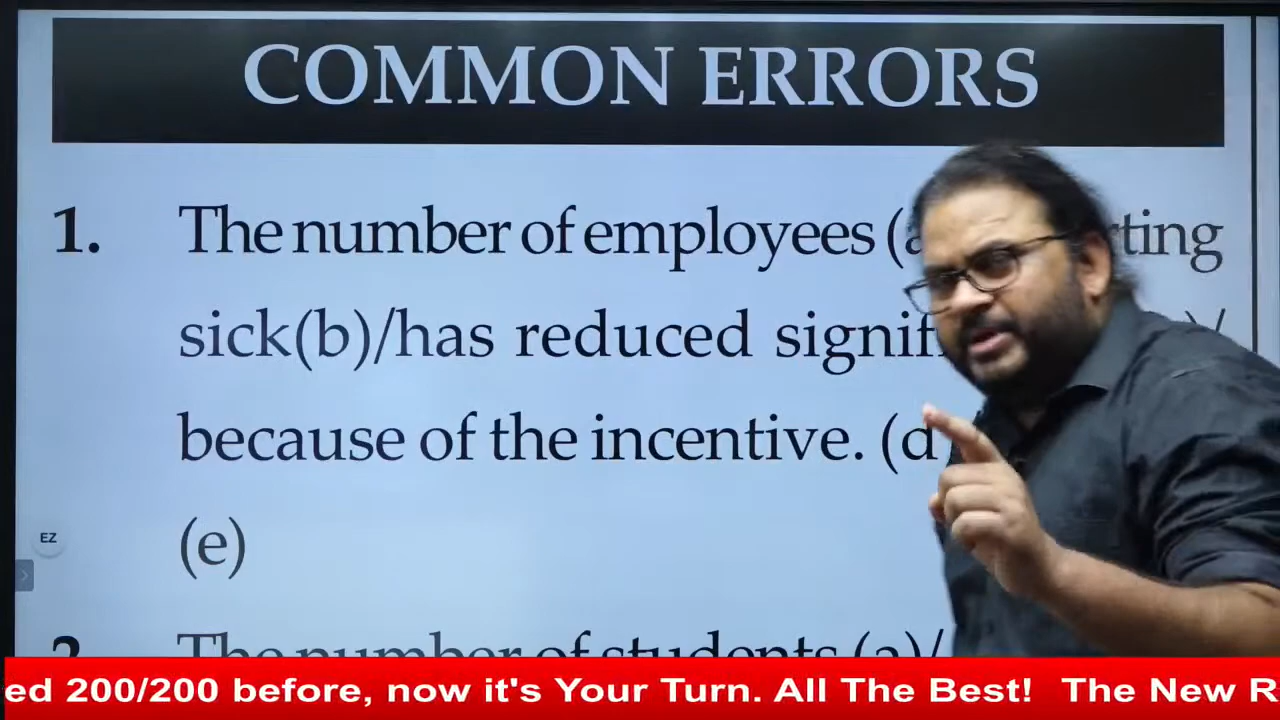 COMMON ERRORS
1. The number of employees (a rting
sick(b)/has reduced signif )/
because of the incentive. (d
EZ
(e)
2. The number of students (a)/
ed 200/200 before, now it's Your Turn. All The Best! The New R